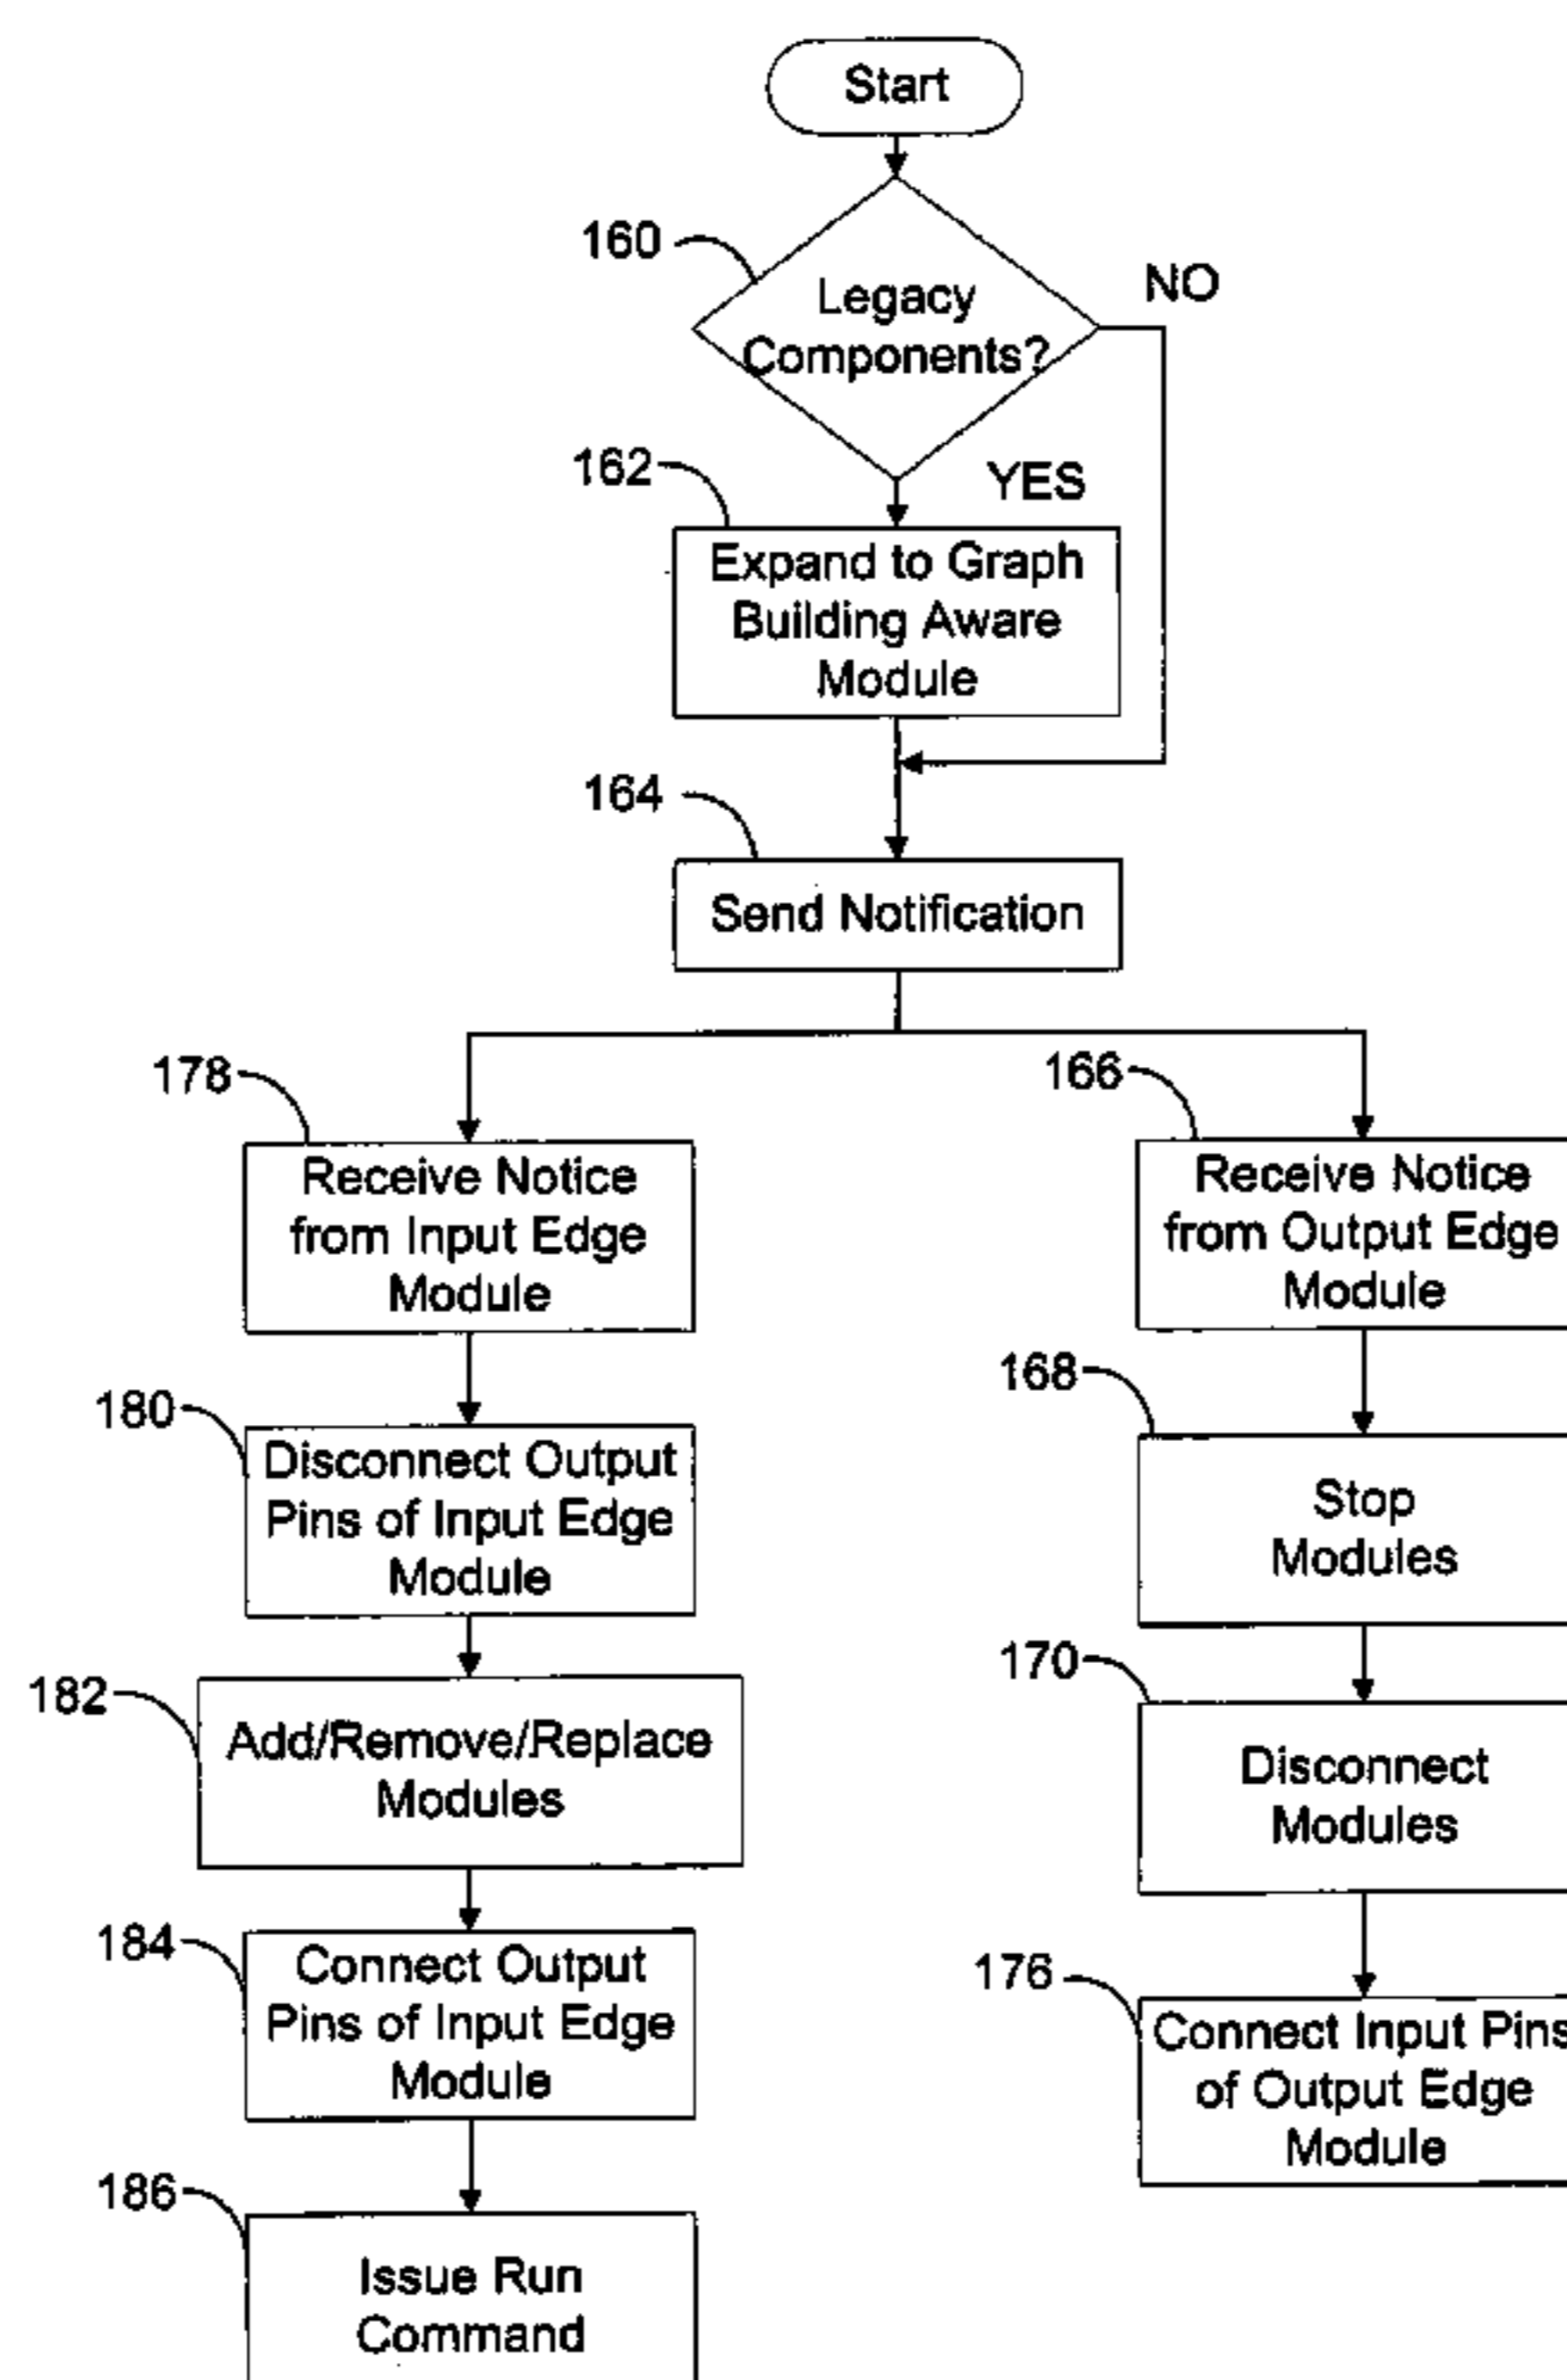 Start
160
Legacy
Components?
NO
YES
162
Expand to Graph
Building Aware
Module
164
Send Notification
178
Receive Notice
from Input Edge
Module
180
Disconnect Output
Pins of Input Edge
Module
182
Add/Remove/Replace
Modules
184
Connect Output
Pins of Input Edge
Module
186
Issue Run
Command
166
Receive Notice
from Output Edge
Module
168
Stop
Modules
170
Disconnect
Modules
176
Connect Input Pins
of Output Edge
Module